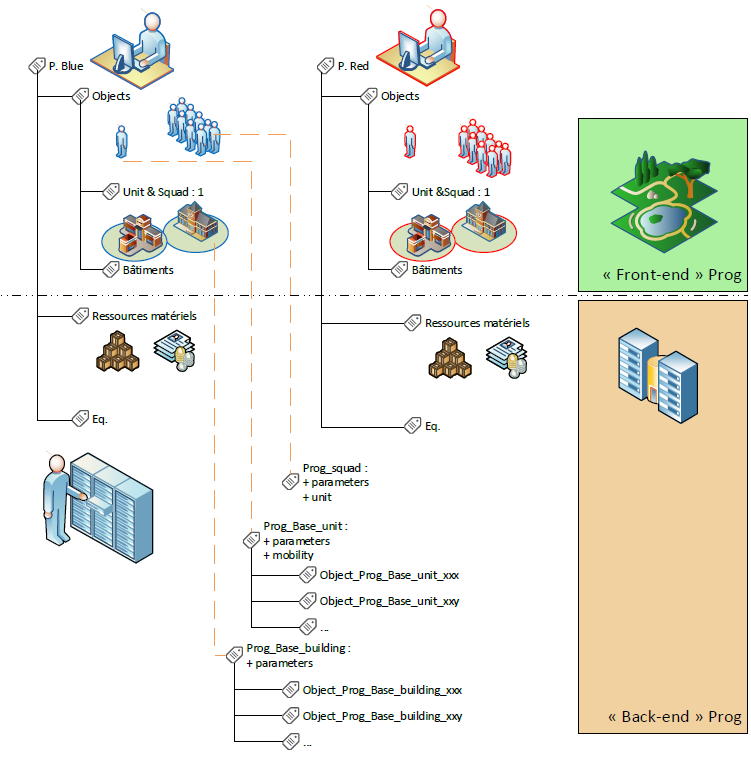 P. Blue
Objects
Unit & Squad : 1
Bâtiments
Ressources matériels
Eq.
P. Red
Objects
Unit &Squad : 1
Bâtiments
Ressources matériels
Eq.
« Front-end » Prog
Prog_squad :
+ parameters
+ unit
Prog_Base_unit :
+ parameters
+ mobility
Object_Prog_Base_unit_xxx
Object_Prog_Base_unit_xxy
...
Prog_Base_building :
+ parameters
Object_Prog_Base_building_xxx
Object_Prog_Base_building_xxy
...
« Back-end » Prog